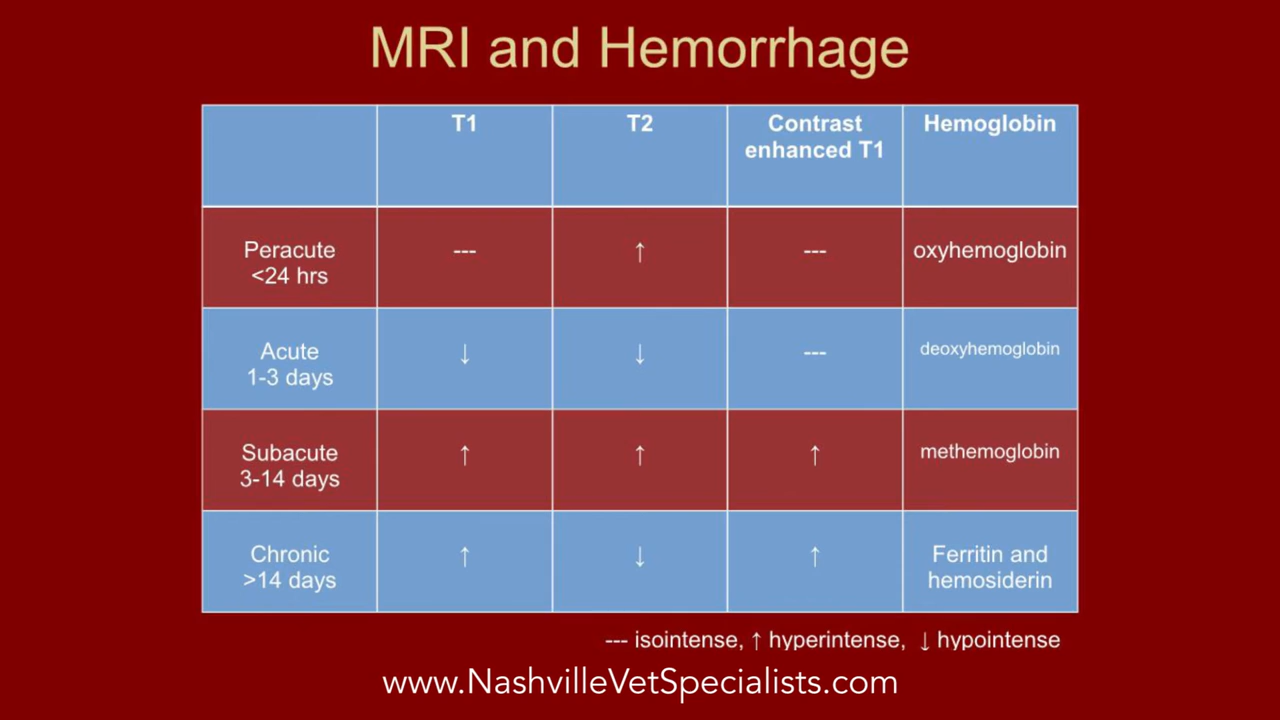 MRI and Hemorrhage
T1
T2
Contrast
enhanced T1
Hemoglobin
Peracute
<24 hrs
---
↑
---
oxyhemoglobin
Acute
1-3 days
↓
↓
---
deoxyhemoglobin
Subacute
3-14 days
↑
↑
↑
methemoglobin
Chronic
>14 days
↑
↓
↑
Ferritin and
hemosiderin
--- isointense, ↑ hyperintense, ↓ hypointense
www.NashvilleVetSpecialists.com